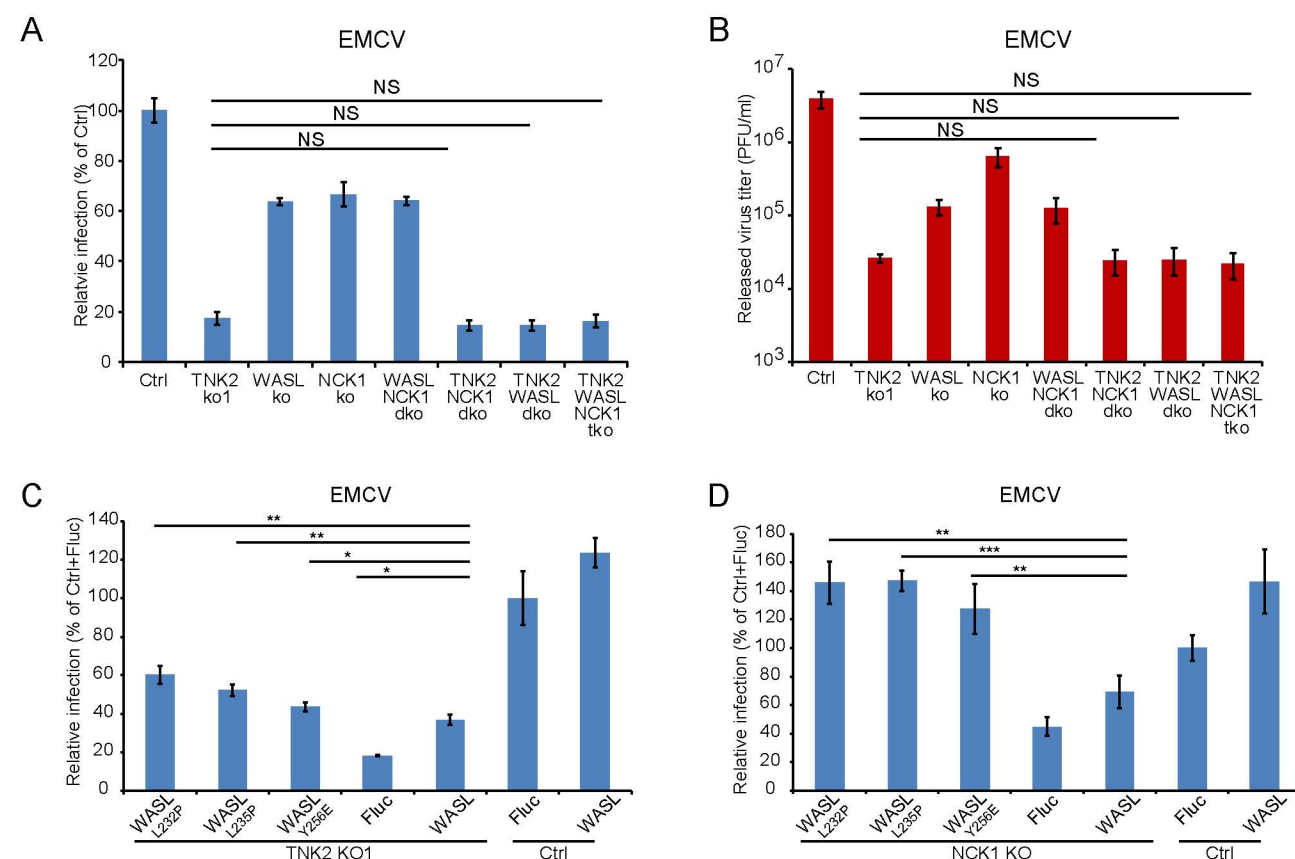 A
EMCV
Relatvie infection (% of Ctrl)
120
100
80
60
40
20
0
NS
NS
NS
Ctrl
TNK2 ko1
WASL ko
NCK1 ko
WASL NCK1 dko
TNK2 NCK1 dko
TNK2 WASL dko
TNK2 WASL NCK1 tko
B
EMCV
Released virus titer (PFU/ml)
10^7
10^6
10^5
10^4
10^3
NS
NS
NS
Ctrl
TNK2 ko1
WASL ko
NCK1 ko
WASL NCK1 dko
TNK2 NCK1 dko
TNK2 WASL dko
TNK2 WASL NCK1 tko
C
EMCV
Relative infection (% of Ctrl+Fluc)
140
120
100
80
60
40
20
0
**
**
*
*
WASL L232P
WASL L235P
WASL Y256E
Fluc
WASL
Fluc
WASL
TNK2 KO1
Ctrl
D
EMCV
Relative infection (% of Ctrl+Fluc)
180
160
140
120
100
80
60
40
20
0
**
***
**
WASL L232P
WASL L235P
WASL Y256E
Fluc
WASL
Fluc
WASL
NCK1 KO
Ctrl